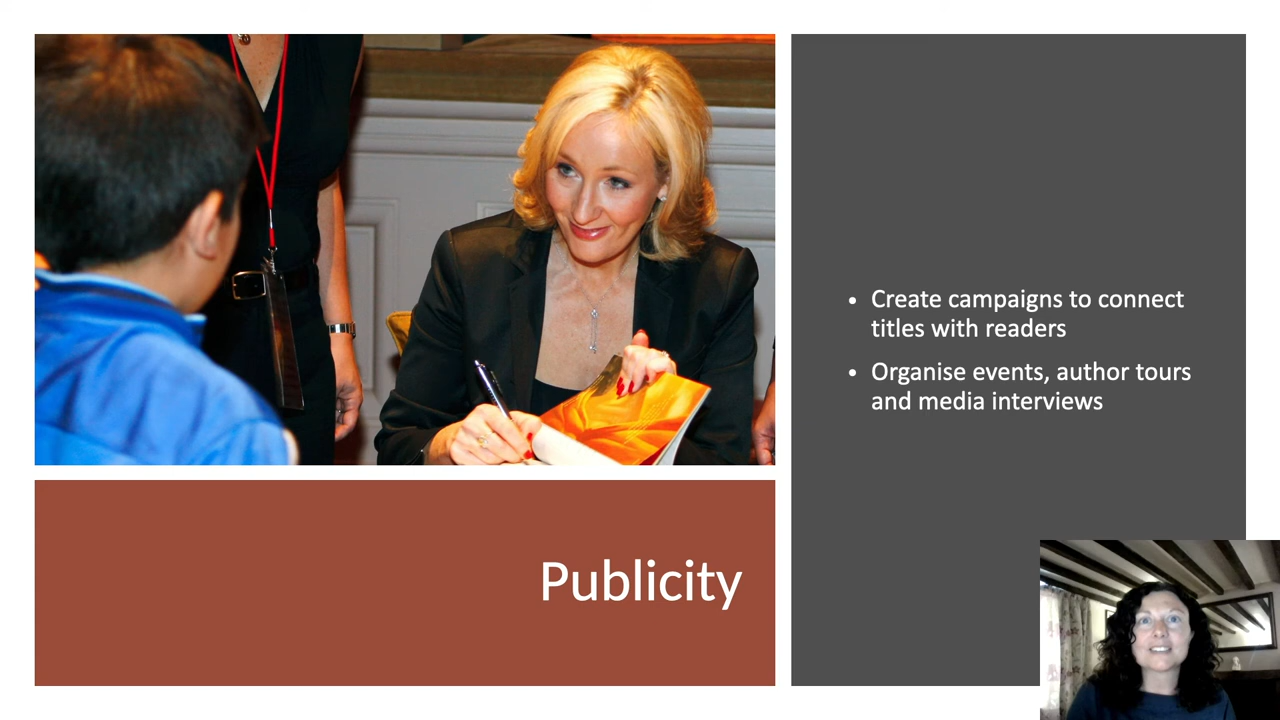 Create campaigns to connect
titles with readers
Organise events, author tours
and media interviews
Publicity